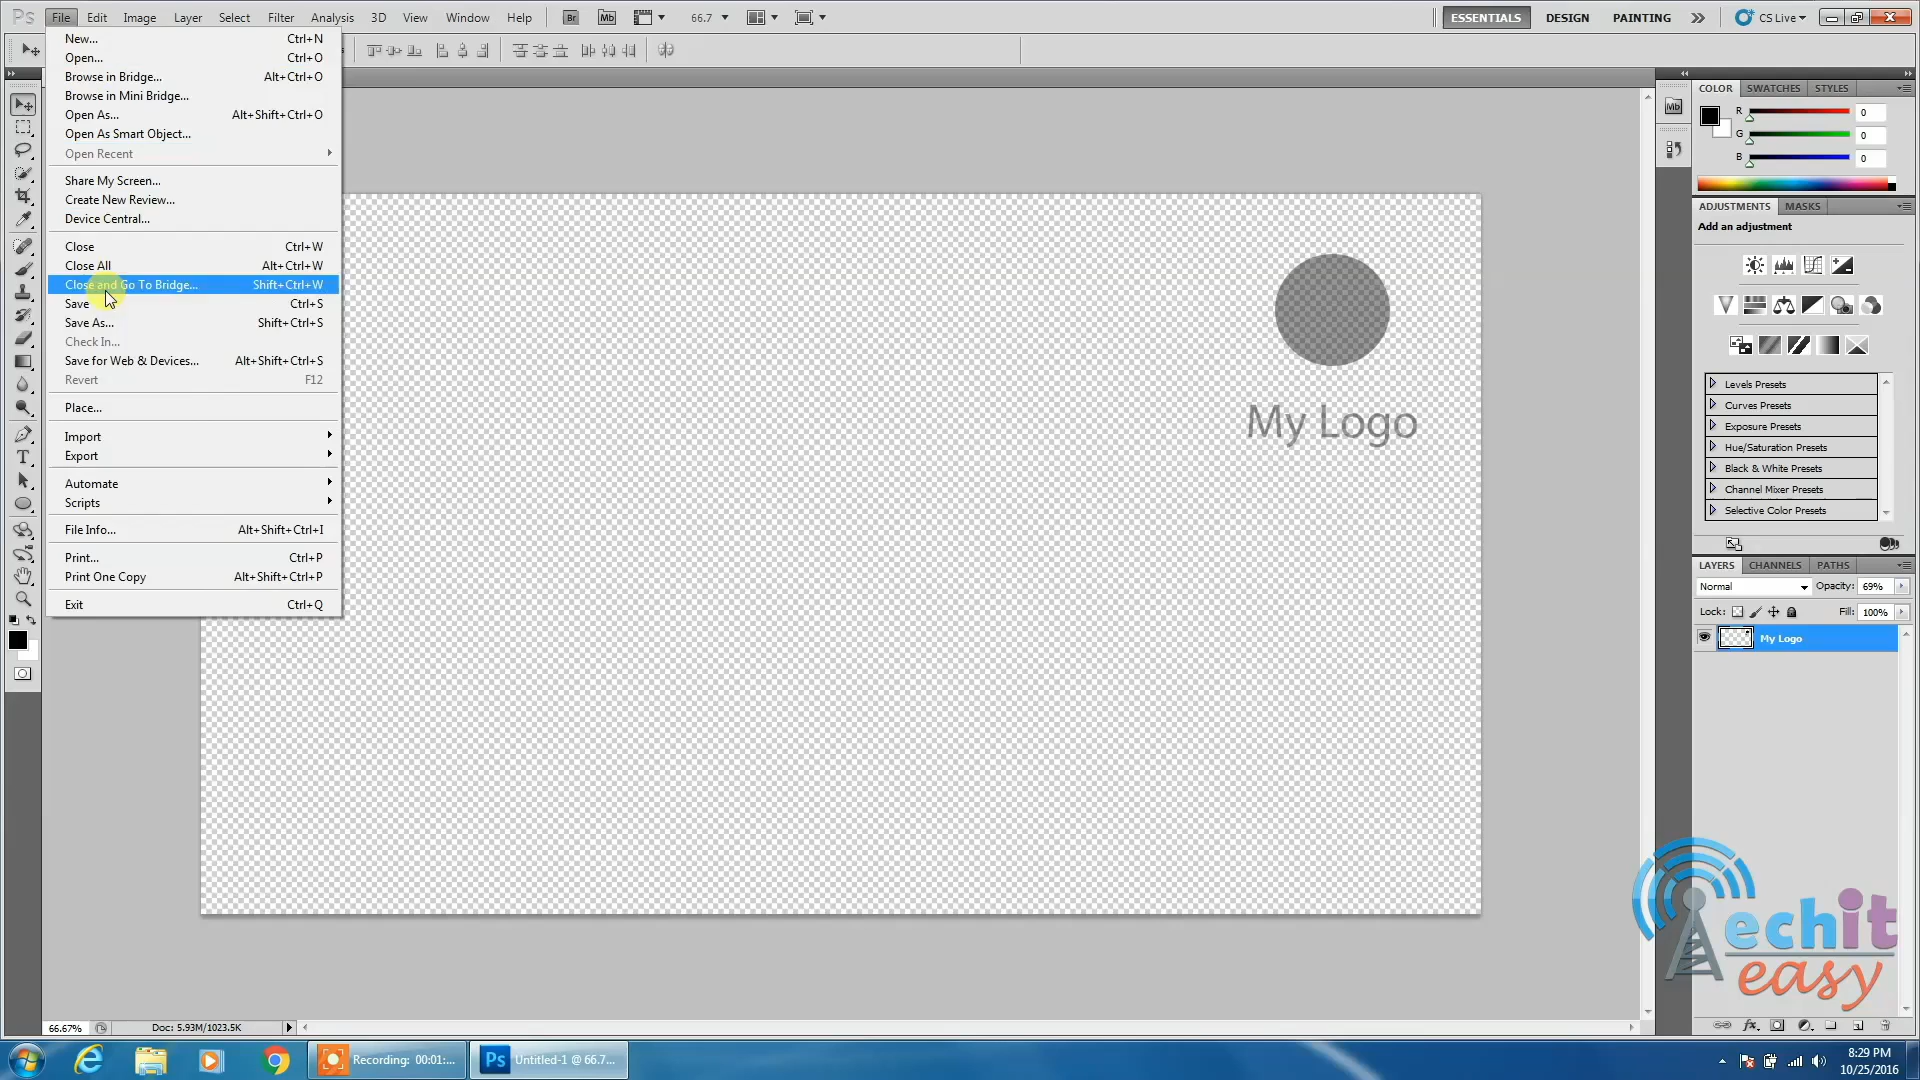 Ps File Edit Image Layer Select Filter Analysis 3D View Window Help Br Mb 66.7 ESSENTIALS DESIGN PAINTING CS Live
New... Ctrl+N
Open... Ctrl+O
Browse in Bridge... Alt+Ctrl+O
Browse in Mini Bridge...
Open As... Alt+Shift+Ctrl+O
Open As Smart Object...
Open Recent
Share My Screen...
Create New Review...
Device Central...
Close Ctrl+W
Close All Alt+Ctrl+W
Close and Go To Bridge... Shift+Ctrl+W
Save Ctrl+S
Save As... Shift+Ctrl+S
Check In...
Save for Web & Devices... Alt+Shift+Ctrl+S
Revert F12
Place...
Import
Export
Automate
Scripts
File Info... Alt+Shift+Ctrl+I
Print... Ctrl+P
Print One Copy Alt+Shift+Ctrl+P
Exit Ctrl+Q
T
My Logo
Mb
COLOR SWATCHES STYLES
R 0
G 0
B 0
ADJUSTMENTS MASKS
Add an adjustment
Levels Presets
Curves Presets
Exposure Presets
Hue/Saturation Presets
Black & White Presets
Channel Mixer Presets
Selective Color Presets
LAYERS CHANNELS PATHS
Normal Opacity: 69%
Lock: Fill: 100%
My Logo
echit
easy
66.67% Doc: 5.93M/1023.5K
Recording: 00:01:... Ps Untitled-1 @ 66.7... 8:29 PM
10/25/2016